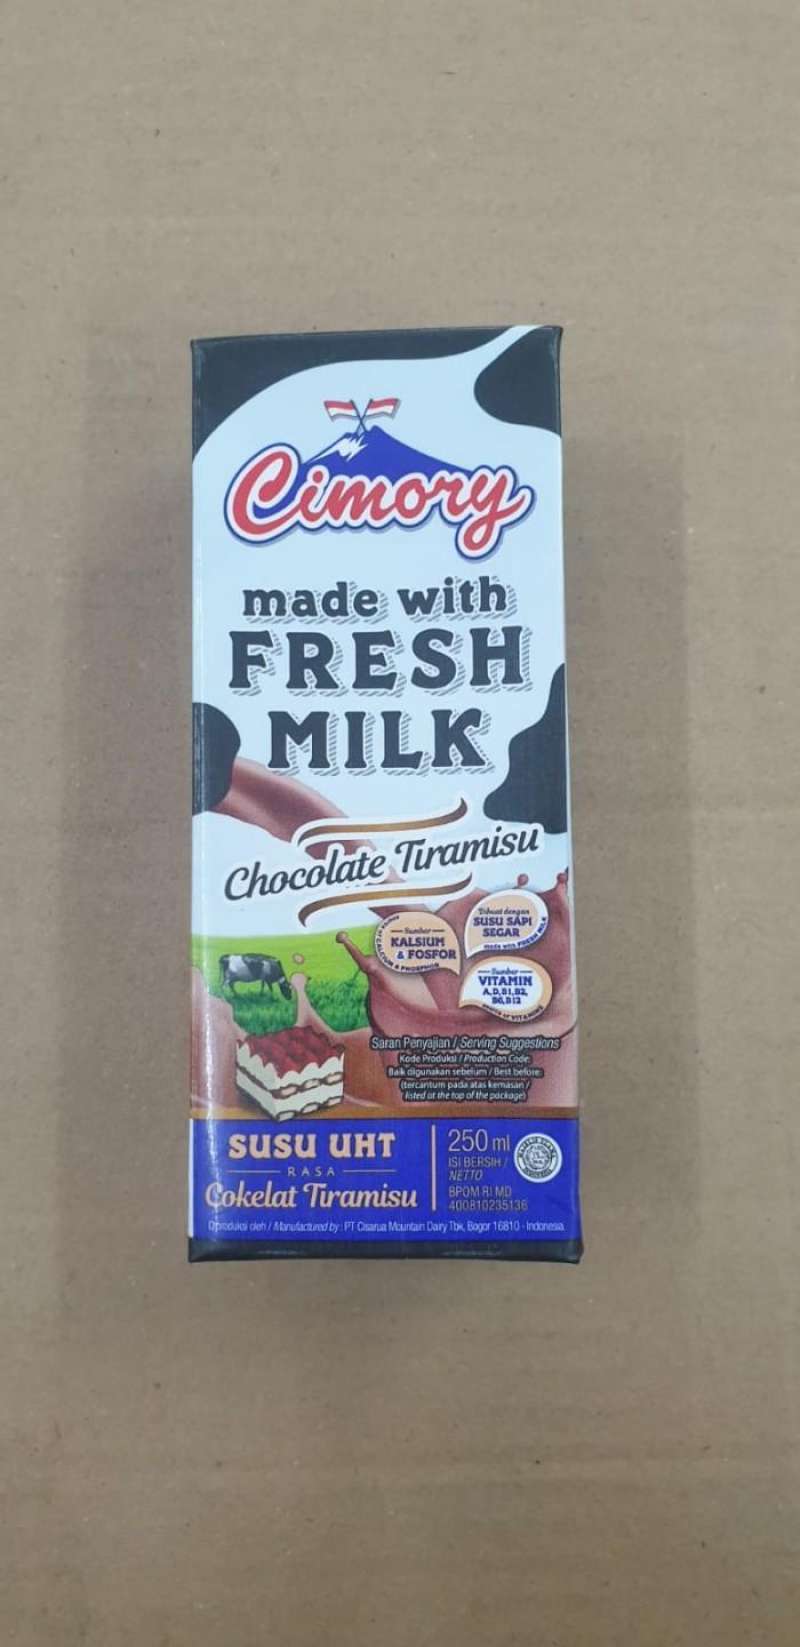 Cimory
made with
FRESH
MILK
Chocolate Tiramisu
Sumber
KALSIUM
& FOSFOR
Dibuat dengan
SUSU SAPI
SEGAR
made with FRESH MILK
Sumber
VITAMIN
A, D, B1, B2,
B6, B12
Saran Penyajian / Serving Suggestions
Kode Produksi / Production Code:
Baik digunakan sebelum / Best before:
(tercantum pada atas kemasan /
listed at the top of the package)
SUSU UHT
RASA
Cokelat Tiramisu
250 ml
ISI BERSIH /
NETTO
BPOM RI MD
400810235136
Diproduksi oleh / Manufactured by : PT Cisarua Mountain Dairy Tbk, Bogor 16810 - Indonesia